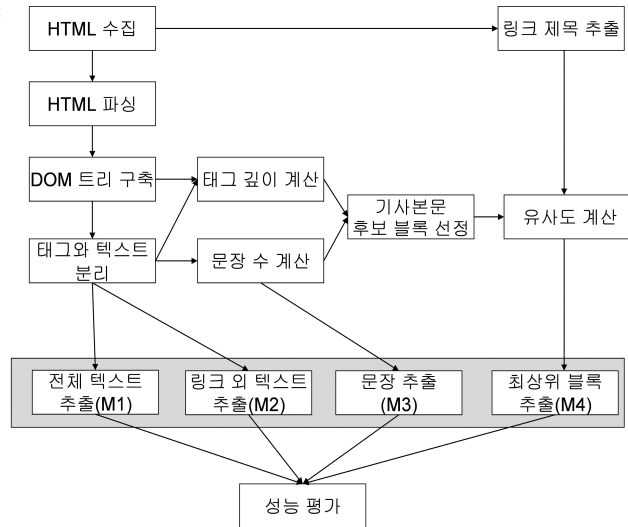 HTML 수집
링크 제목 추출
HTML 파싱
DOM 트리 구축
태그 깊이 계산
기사본문
후보 블록 선정
유사도 계산
태그와 텍스트
분리
문장 수 계산
전체 텍스트
추출(M1)
링크 외 텍스트
추출(M2)
문장 추출
(M3)
최상위 블록
추출(M4)
성능 평가